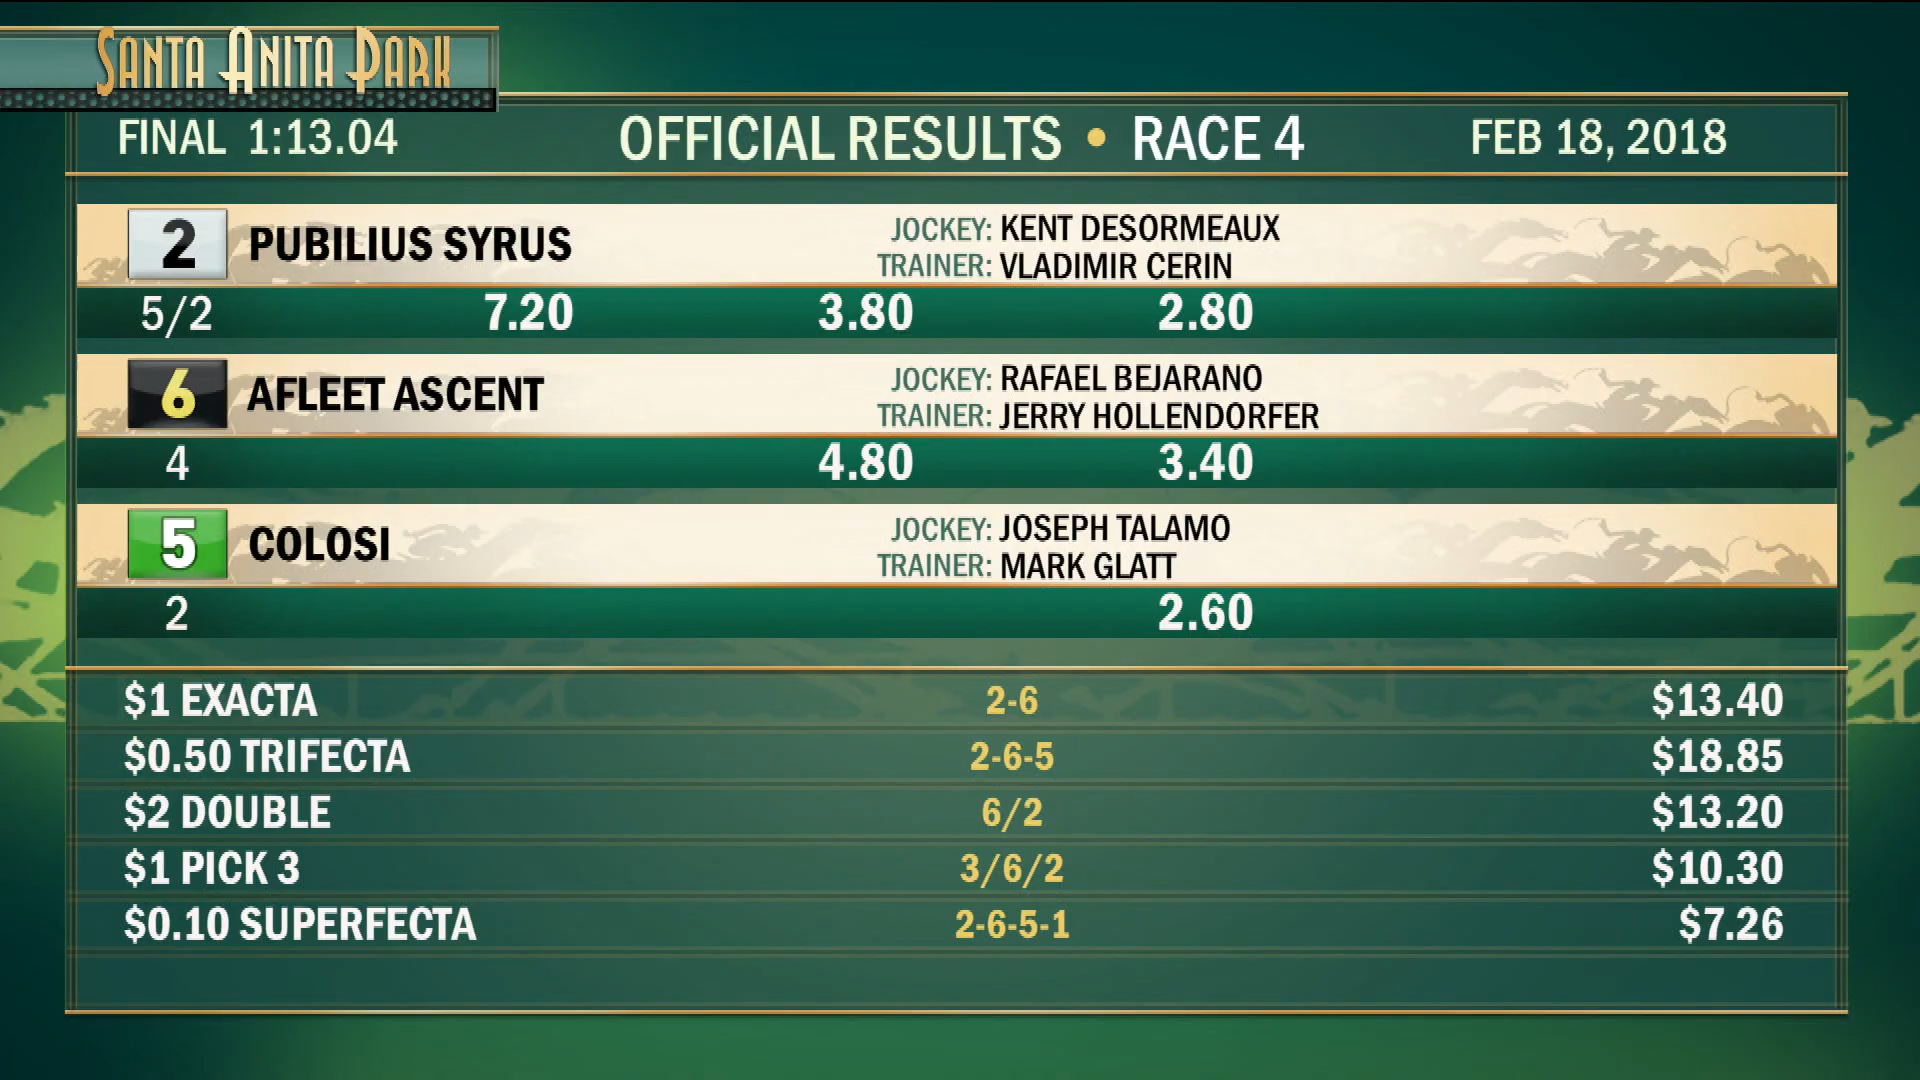 SANTA ANITA PARK
FINAL 1:13.04
OFFICIAL RESULTS • RACE 4
FEB 18, 2018
2 PUBILIUS SYRUS
JOCKEY: KENT DESORMEAUX
TRAINER: VLADIMIR CERIN
5/2 7.20 3.80 2.80
6 AFLEET ASCENT
JOCKEY: RAFAEL BEJARANO
TRAINER: JERRY HOLLENDORFER
4 4.80 3.40
5 COLOSI
JOCKEY: JOSEPH TALAMO
TRAINER: MARK GLATT
2 2.60
$1 EXACTA 2-6 $13.40
$0.50 TRIFECTA 2-6-5 $18.85
$2 DOUBLE 6/2 $13.20
$1 PICK 3 3/6/2 $10.30
$0.10 SUPERFECTA 2-6-5-1 $7.26